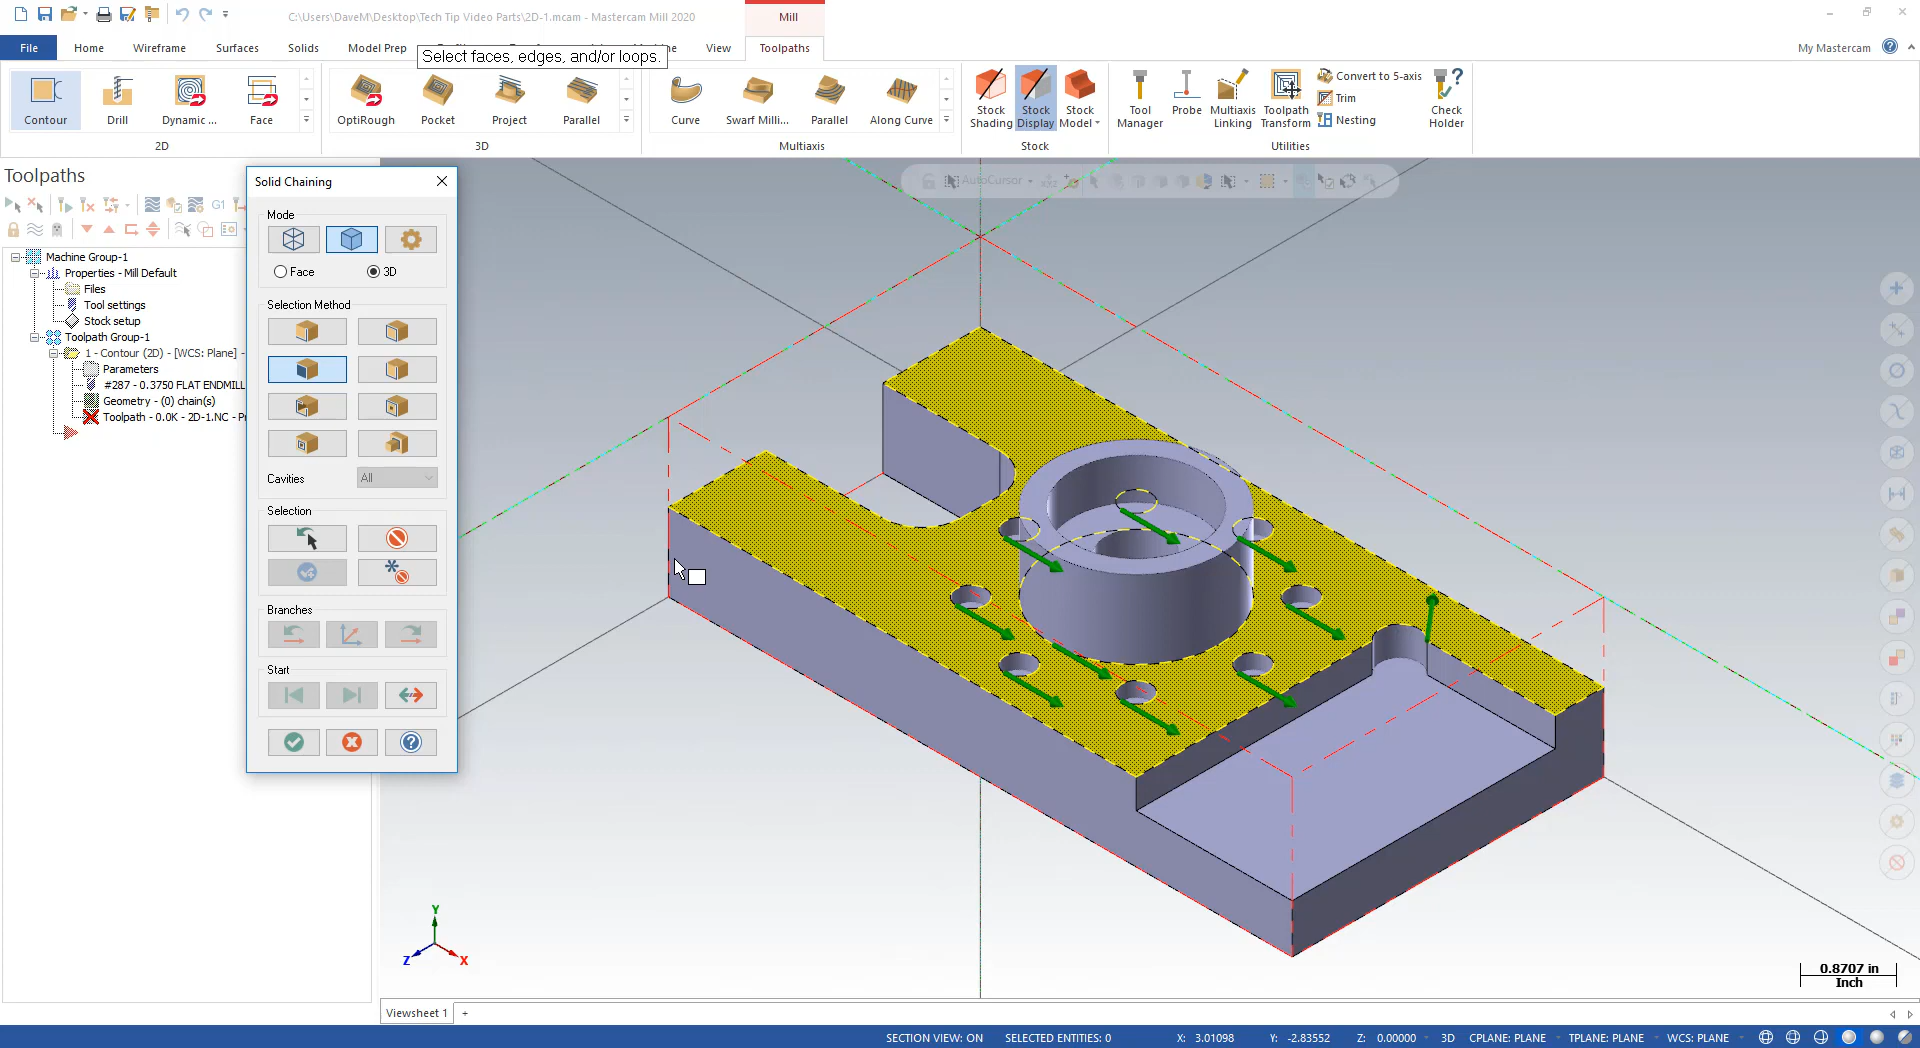 C:\Users\DaveM\Desktop\Tech Tip Video Parts\2D-1.mcam - Mastercam Mill 2020
Mill
File
Home
Wireframe
Surfaces
Solids
Model Prep
View
Toolpaths
My Mastercam
Select faces, edges, and/or loops.
Contour
Drill
Dynamic ...
Face
2D
OptiRough
Pocket
Project
Parallel
3D
Curve
Swarf Milli...
Parallel
Along Curve
Multiaxis
Stock
Shading
Stock
Display
Stock
Model
Stock
Tool
Manager
Probe
Multiaxis
Linking
Toolpath
Transform
Convert to 5-axis
Trim
Nesting
Check
Holder
Utilities
Toolpaths
G1
Machine Group-1
Properties - Mill Default
Files
Tool settings
Stock setup
Toolpath Group-1
1 - Contour (2D) - [WCS: Plane] -
Parameters
#287 - 0.3750 FLAT ENDMILL
Geometry - (0) chain(s)
Toolpath - 0.0K - 2D-1.NC - Pr
Solid Chaining
Mode
Face
3D
Selection Method
Cavities
All
Selection
Branches
Start
AutoCursor
Y
Z
X
0.8707 in
Inch
Viewsheet 1
+
SECTION VIEW: ON
SELECTED ENTITIES: 0
X: 3.01098
Y: -2.83552
Z: 0.00000
3D
CPLANE: PLANE
TPLANE: PLANE
WCS: PLANE